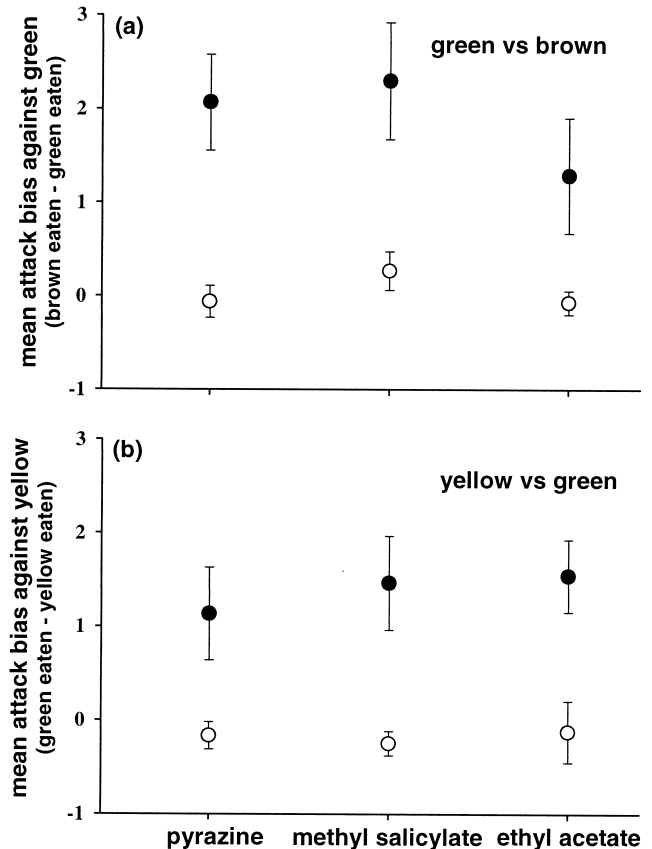 mean attack bias against green
(brown eaten - green eaten)
3
2
1
0
-1
(a)
green vs brown
mean attack bias against yellow
(green eaten - yellow eaten)
3
2
1
0
-1
(b)
yellow vs green
pyrazine methyl salicylate ethyl acetate